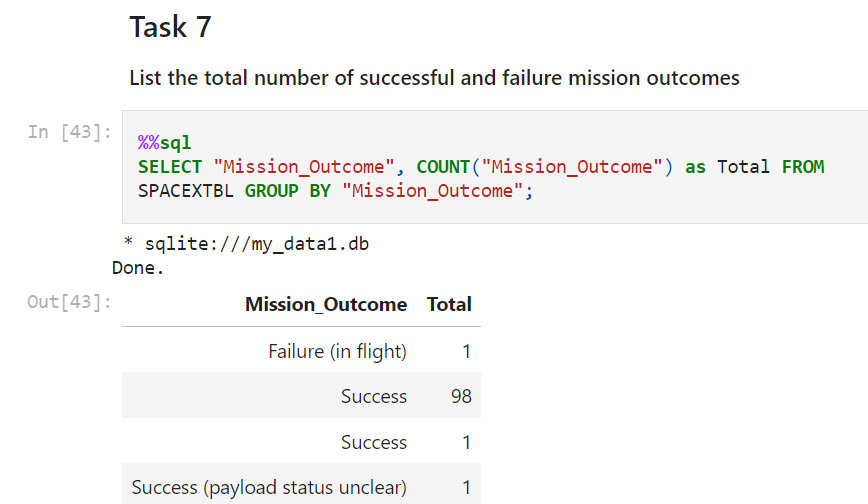 Task 7
List the total number of successful and failure mission outcomes
In [43]:
%%sql
SELECT "Mission_Outcome", COUNT("Mission_Outcome") as Total FROM
SPACEXTBL GROUP BY "Mission_Outcome";
* sqlite:///my_data1.db
Done.
Out[43]:
Mission_Outcome Total
Failure (in flight) 1
Success 98
Success 1
Success (payload status unclear) 1